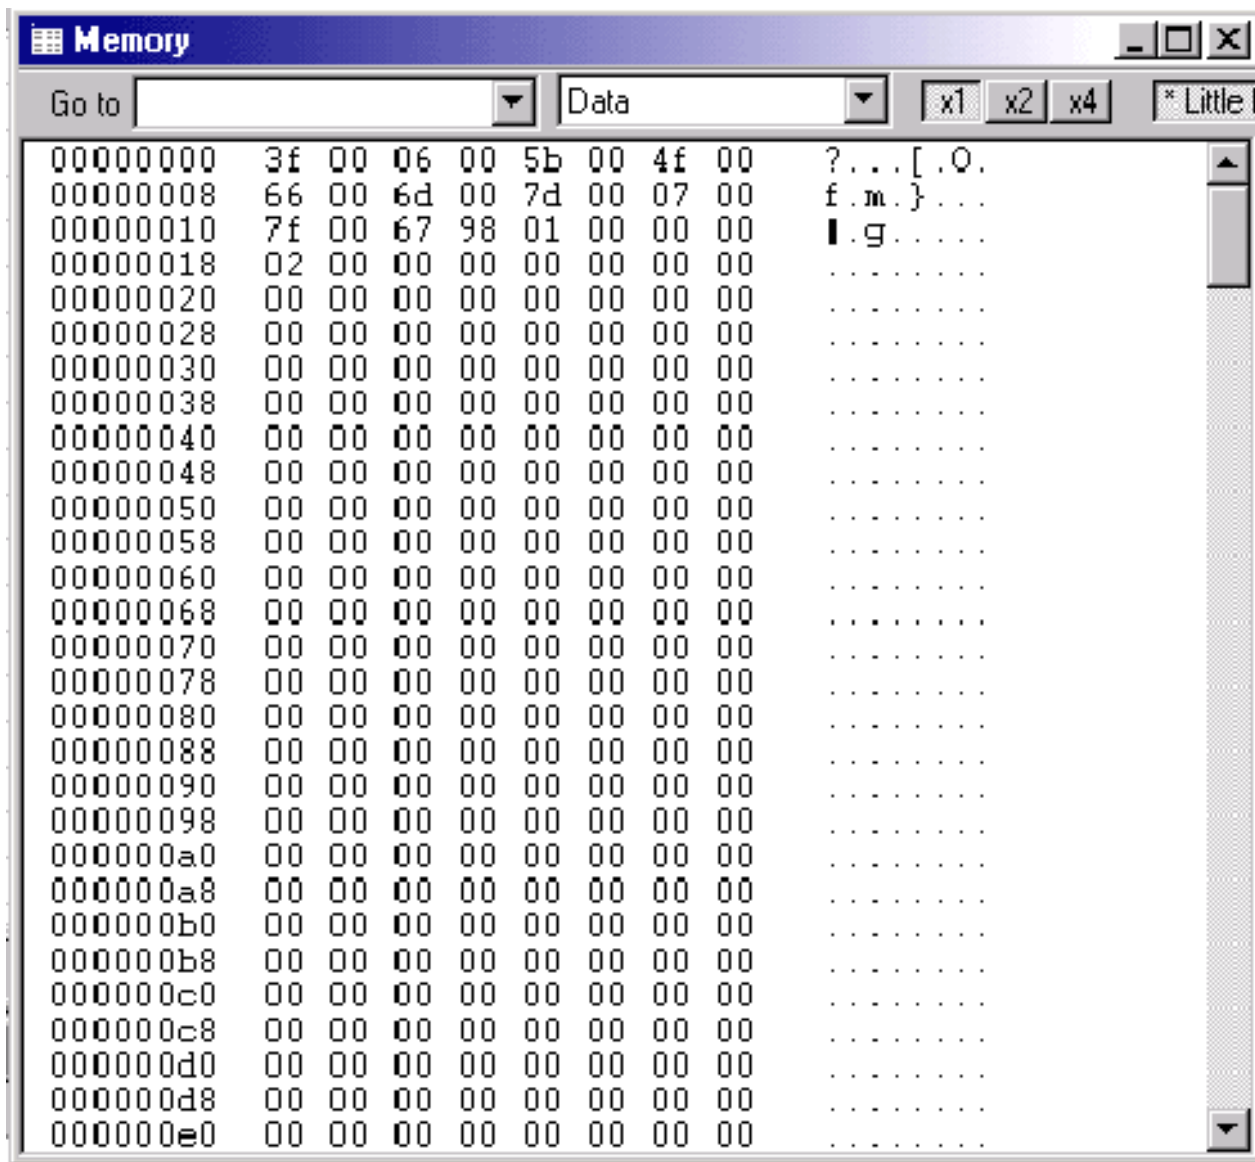 Memory
Go to Data x1 x2 x4 * Little
00000000 3f 00 06 00 5b 00 4f 00 ?...[.O.
00000008 66 00 6d 00 7d 00 07 00 f.m.}...
00000010 7f 00 67 98 01 00 00 00 ▌.g.....
00000018 02 00 00 00 00 00 00 00 ........
00000020 00 00 00 00 00 00 00 00 ........
00000028 00 00 00 00 00 00 00 00 ........
00000030 00 00 00 00 00 00 00 00 ........
00000038 00 00 00 00 00 00 00 00 ........
00000040 00 00 00 00 00 00 00 00 ........
00000048 00 00 00 00 00 00 00 00 ........
00000050 00 00 00 00 00 00 00 00 ........
00000058 00 00 00 00 00 00 00 00 ........
00000060 00 00 00 00 00 00 00 00 ........
00000068 00 00 00 00 00 00 00 00 ........
00000070 00 00 00 00 00 00 00 00 ........
00000078 00 00 00 00 00 00 00 00 ........
00000080 00 00 00 00 00 00 00 00 ........
00000088 00 00 00 00 00 00 00 00 ........
00000090 00 00 00 00 00 00 00 00 ........
00000098 00 00 00 00 00 00 00 00 ........
000000a0 00 00 00 00 00 00 00 00 ........
000000a8 00 00 00 00 00 00 00 00 ........
000000b0 00 00 00 00 00 00 00 00 ........
000000b8 00 00 00 00 00 00 00 00 ........
000000c0 00 00 00 00 00 00 00 00 ........
000000c8 00 00 00 00 00 00 00 00 ........
000000d0 00 00 00 00 00 00 00 00 ........
000000d8 00 00 00 00 00 00 00 00 ........
000000e0 00 00 00 00 00 00 00 00 ........